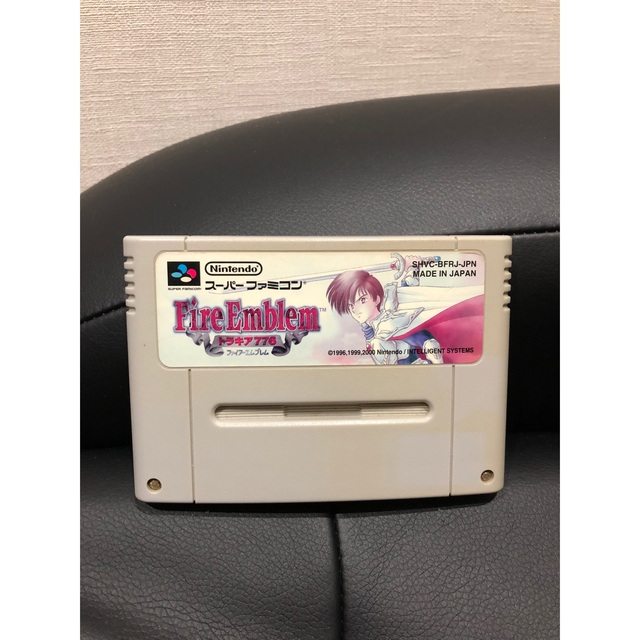 SUPER FAMICOM
Nintendo
スーパーファミコン
Fire Emblem™
トラキア776
ファイアーエムブレム
SHVC-BFRJ-JPN
MADE IN JAPAN
©1996,1999,2000 Nintendo / INTELLIGENT SYSTEMS